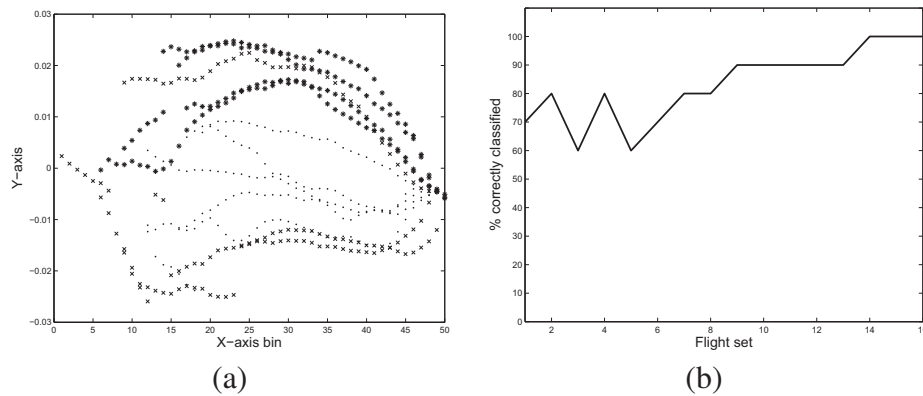 0.03
0.02
0.01
0
−0.01
−0.02
−0.03
Y−axis
0 5 10 15 20 25 30 35 40 45 50
X−axis bin
(a)
100
90
80
70
60
50
40
30
20
10
0
% correctly classified
2 4 6 8 10 12 14 16
Flight set
(b)